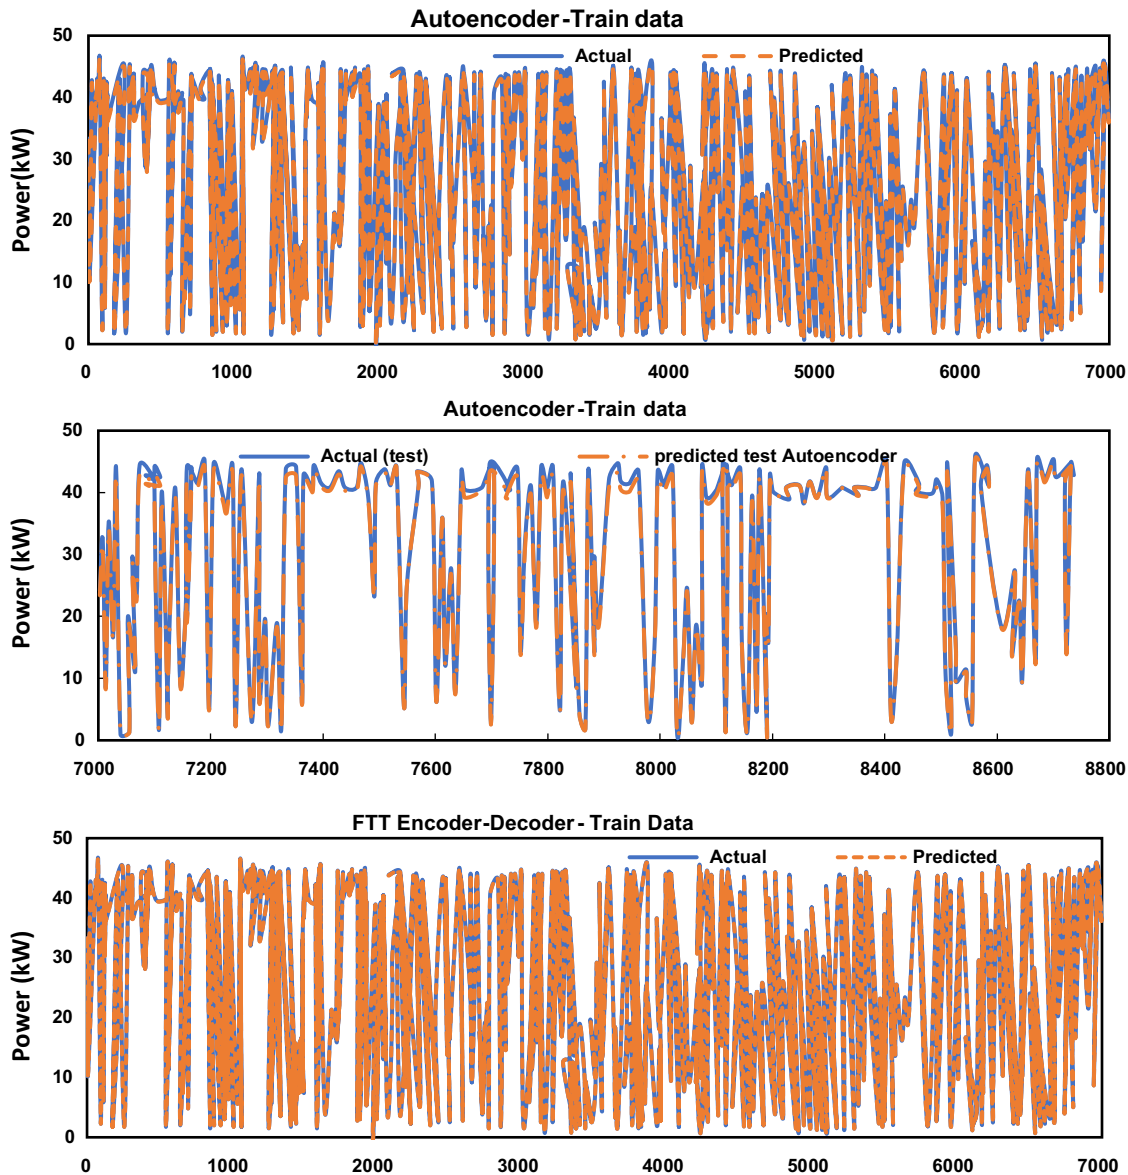 Autoencoder-Train data
Actual
Predicted
Power(kW)
50
40
30
20
10
0
0 1000 2000 3000 4000 5000 6000 7000
Autoencoder-Train data
Actual (test)
predicted test Autoencoder
Power (kW)
50
40
30
20
10
0
7000 7200 7400 7600 7800 8000 8200 8400 8600 8800
FTT Encoder-Decoder- Train Data
Actual
Predicted
Power (kW)
50
40
30
20
10
0
0 1000 2000 3000 4000 5000 6000 7000